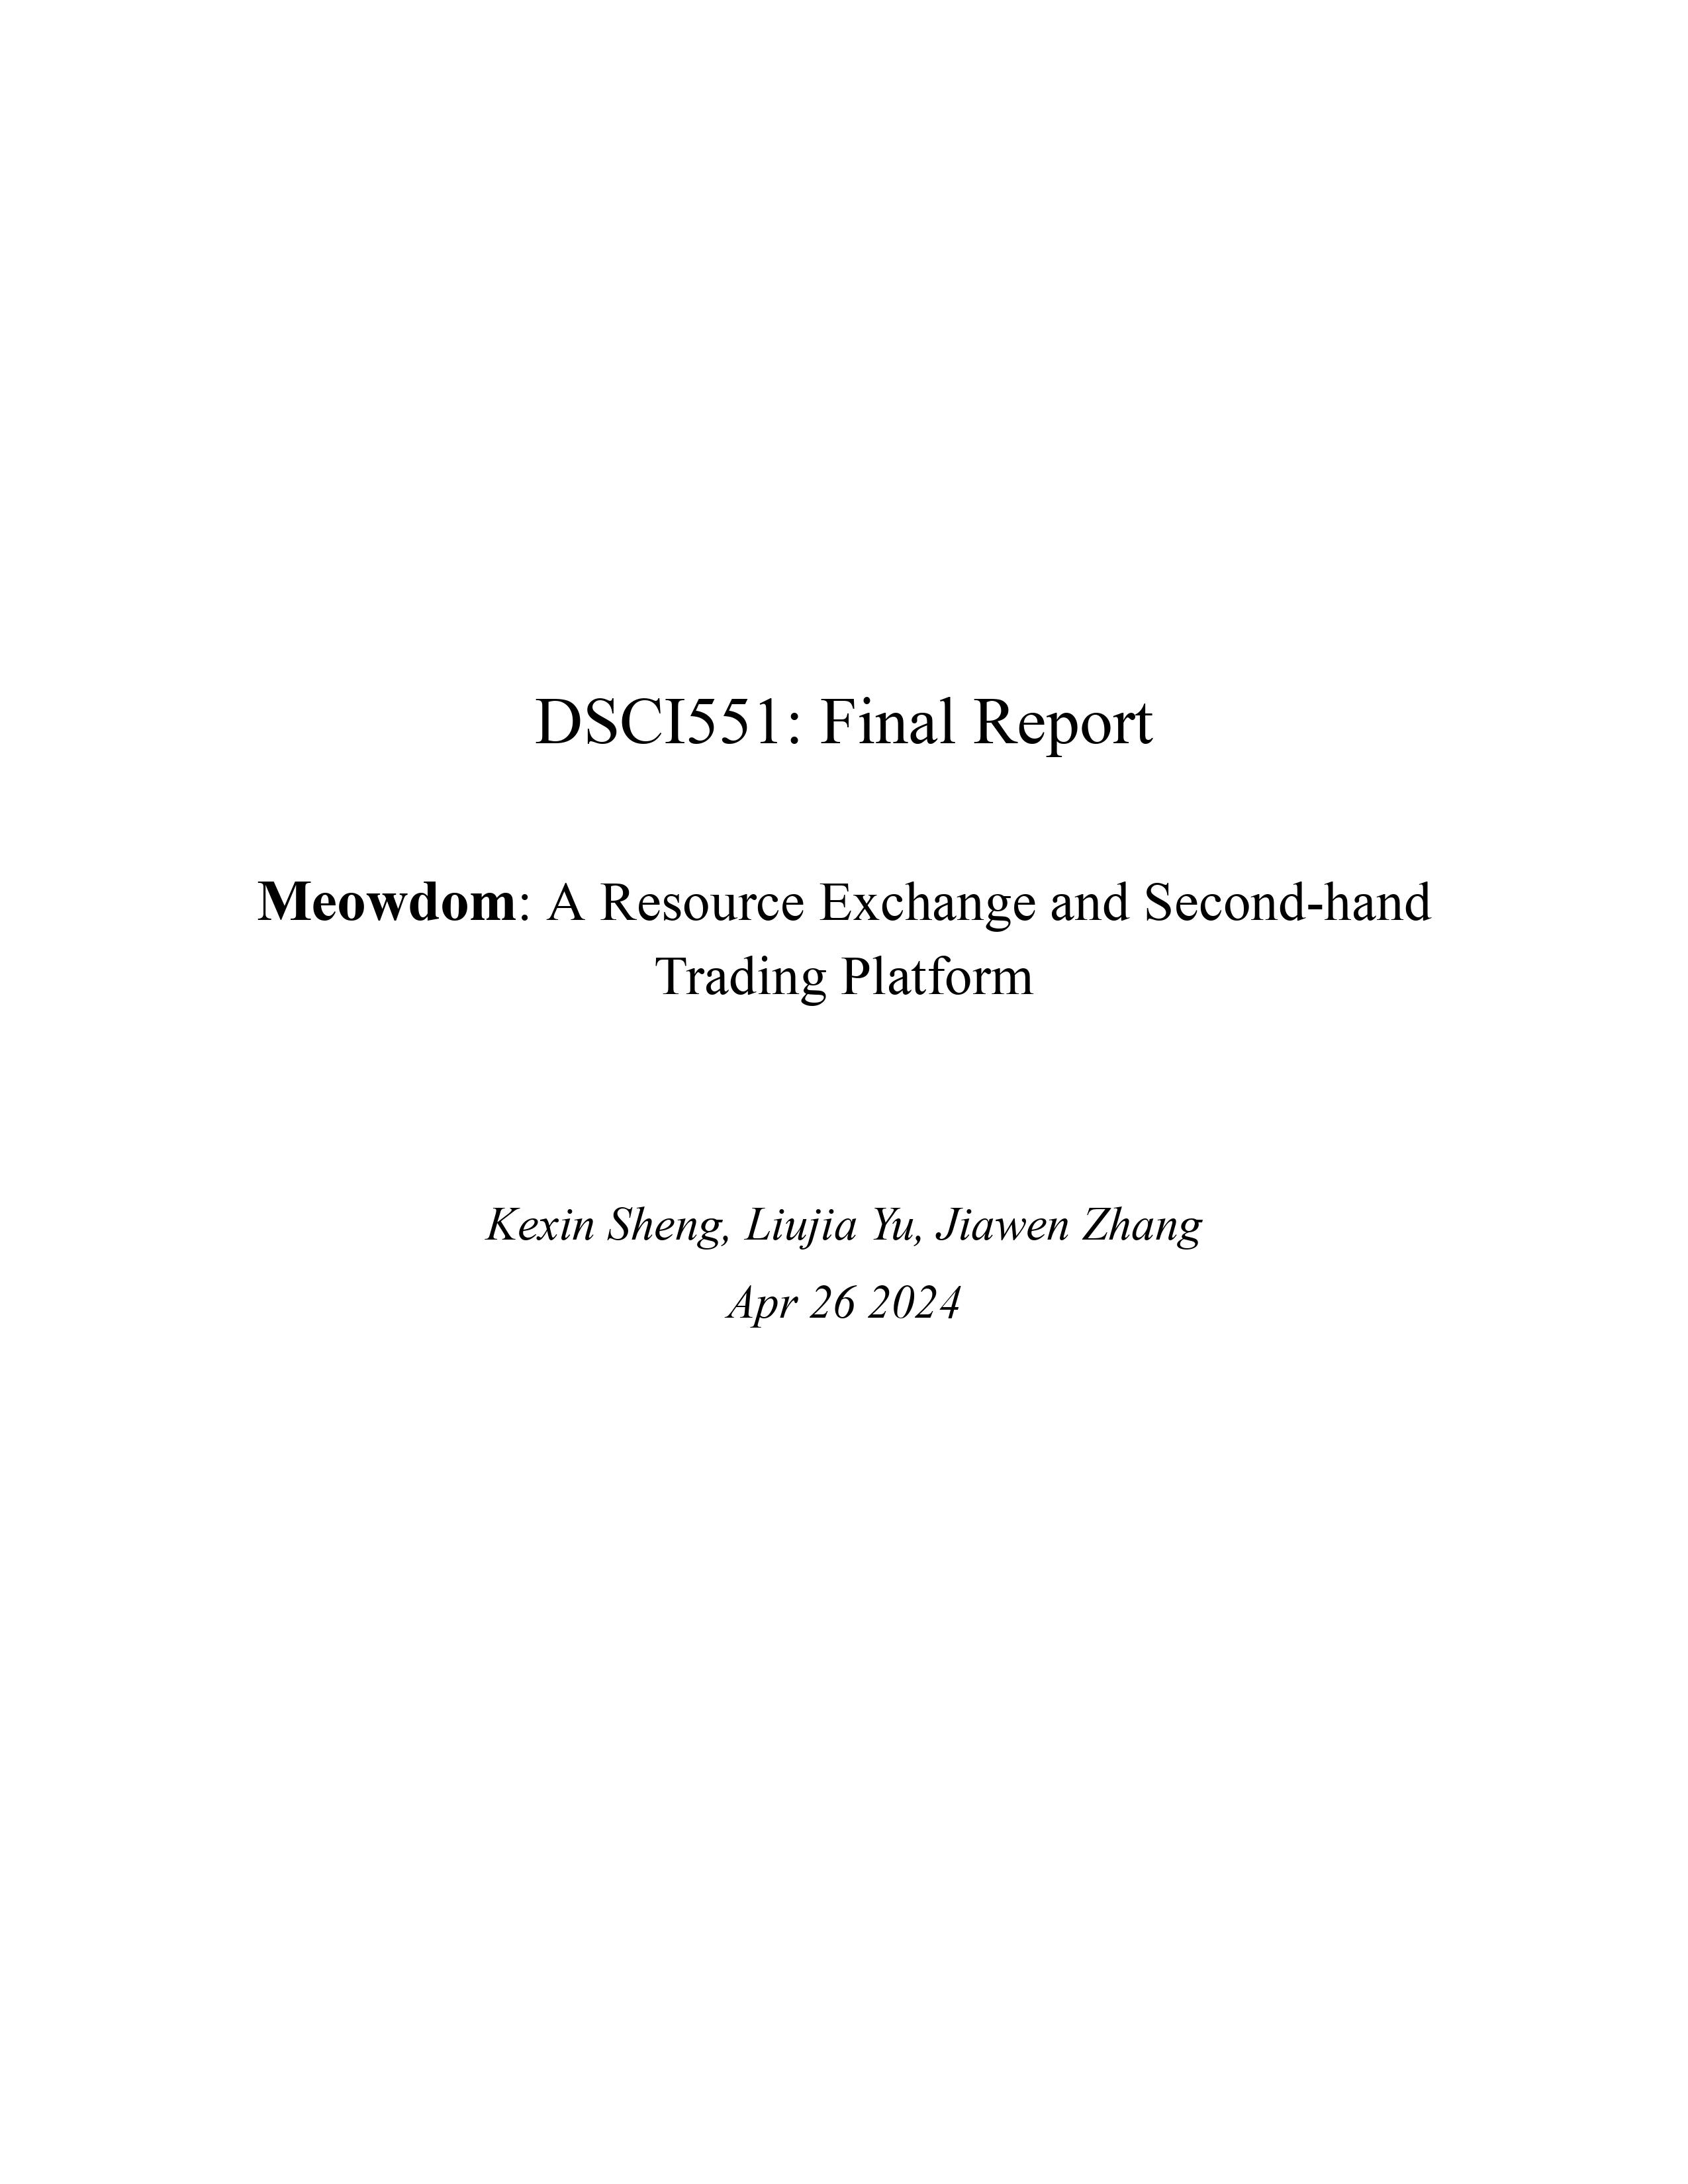 DSCI551: Final Report
Meowdom: A Resource Exchange and Second-hand
Trading Platform
Kexin Sheng, Liujia Yu, Jiawen Zhang
Apr 26 2024